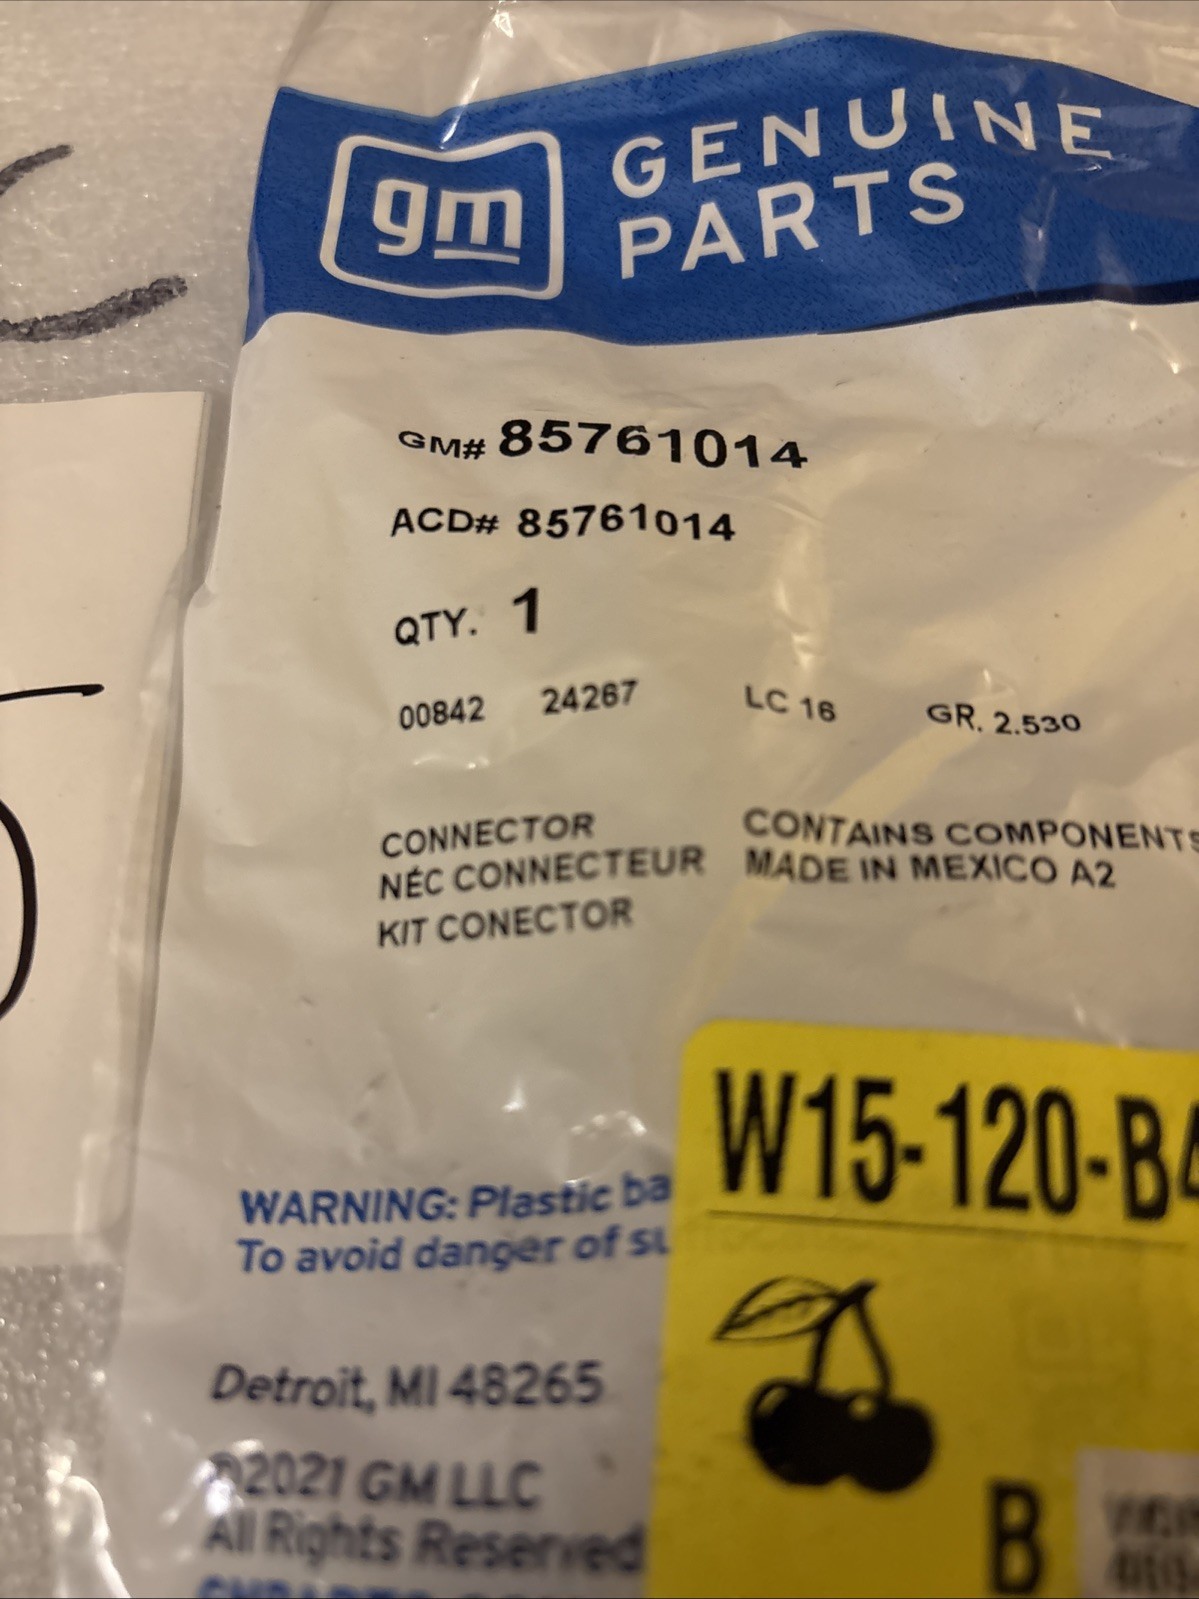 gm
GENUINE
PARTS
GM# 85761014
ACD# 85761014
QTY. 1
00842 24267 LC 16 GR. 2.530
CONNECTOR
NÉC CONNECTEUR
KIT CONECTOR
CONTAINS COMPONENTS
MADE IN MEXICO A2
W15-120-B4
WARNING: Plastic ba
To avoid danger of su
Detroit, MI 48265
©2021 GM LLC
All Rights Reserved
B